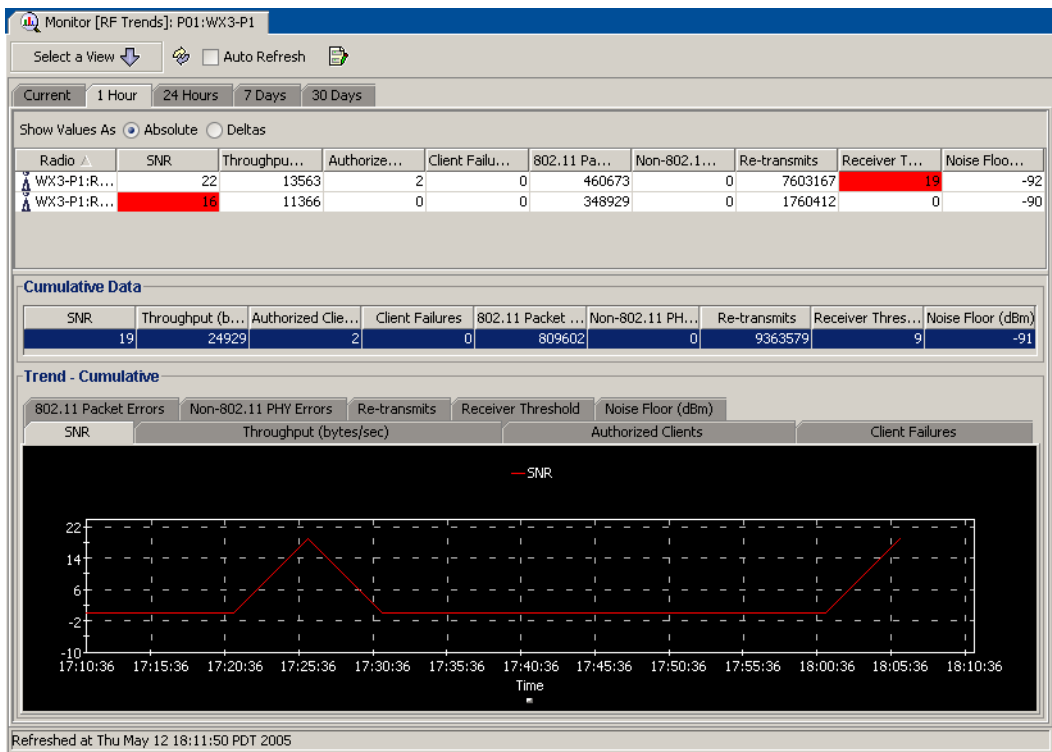 Monitor [RF Trends]: P01:WX3-P1
Select a View Auto Refresh
Current 1 Hour 24 Hours 7 Days 30 Days
Show Values As Absolute Deltas
Radio SNR Throughpu... Authorize... Client Failu... 802.11 Pa... Non-802.1... Re-transmits Receiver T... Noise Floo...
WX3-P1:R... 22 13563 2 0 460673 0 7603167 19 -92
WX3-P1:R... 16 11366 0 0 348929 0 1760412 0 -90
Cumulative Data
SNR Throughput (b... Authorized Clie... Client Failures 802.11 Packet ... Non-802.11 PH... Re-transmits Receiver Thres... Noise Floor (dBm)
19 24929 2 0 809602 0 9363579 9 -91
Trend - Cumulative
802.11 Packet Errors Non-802.11 PHY Errors Re-transmits Receiver Threshold Noise Floor (dBm)
SNR Throughput (bytes/sec) Authorized Clients Client Failures
SNR
22
14
6
-2
-10
17:10:36 17:15:36 17:20:36 17:25:36 17:30:36 17:35:36 17:40:36 17:45:36 17:50:36 17:55:36 18:00:36 18:05:36 18:10:36
Time
Refreshed at Thu May 12 18:11:50 PDT 2005